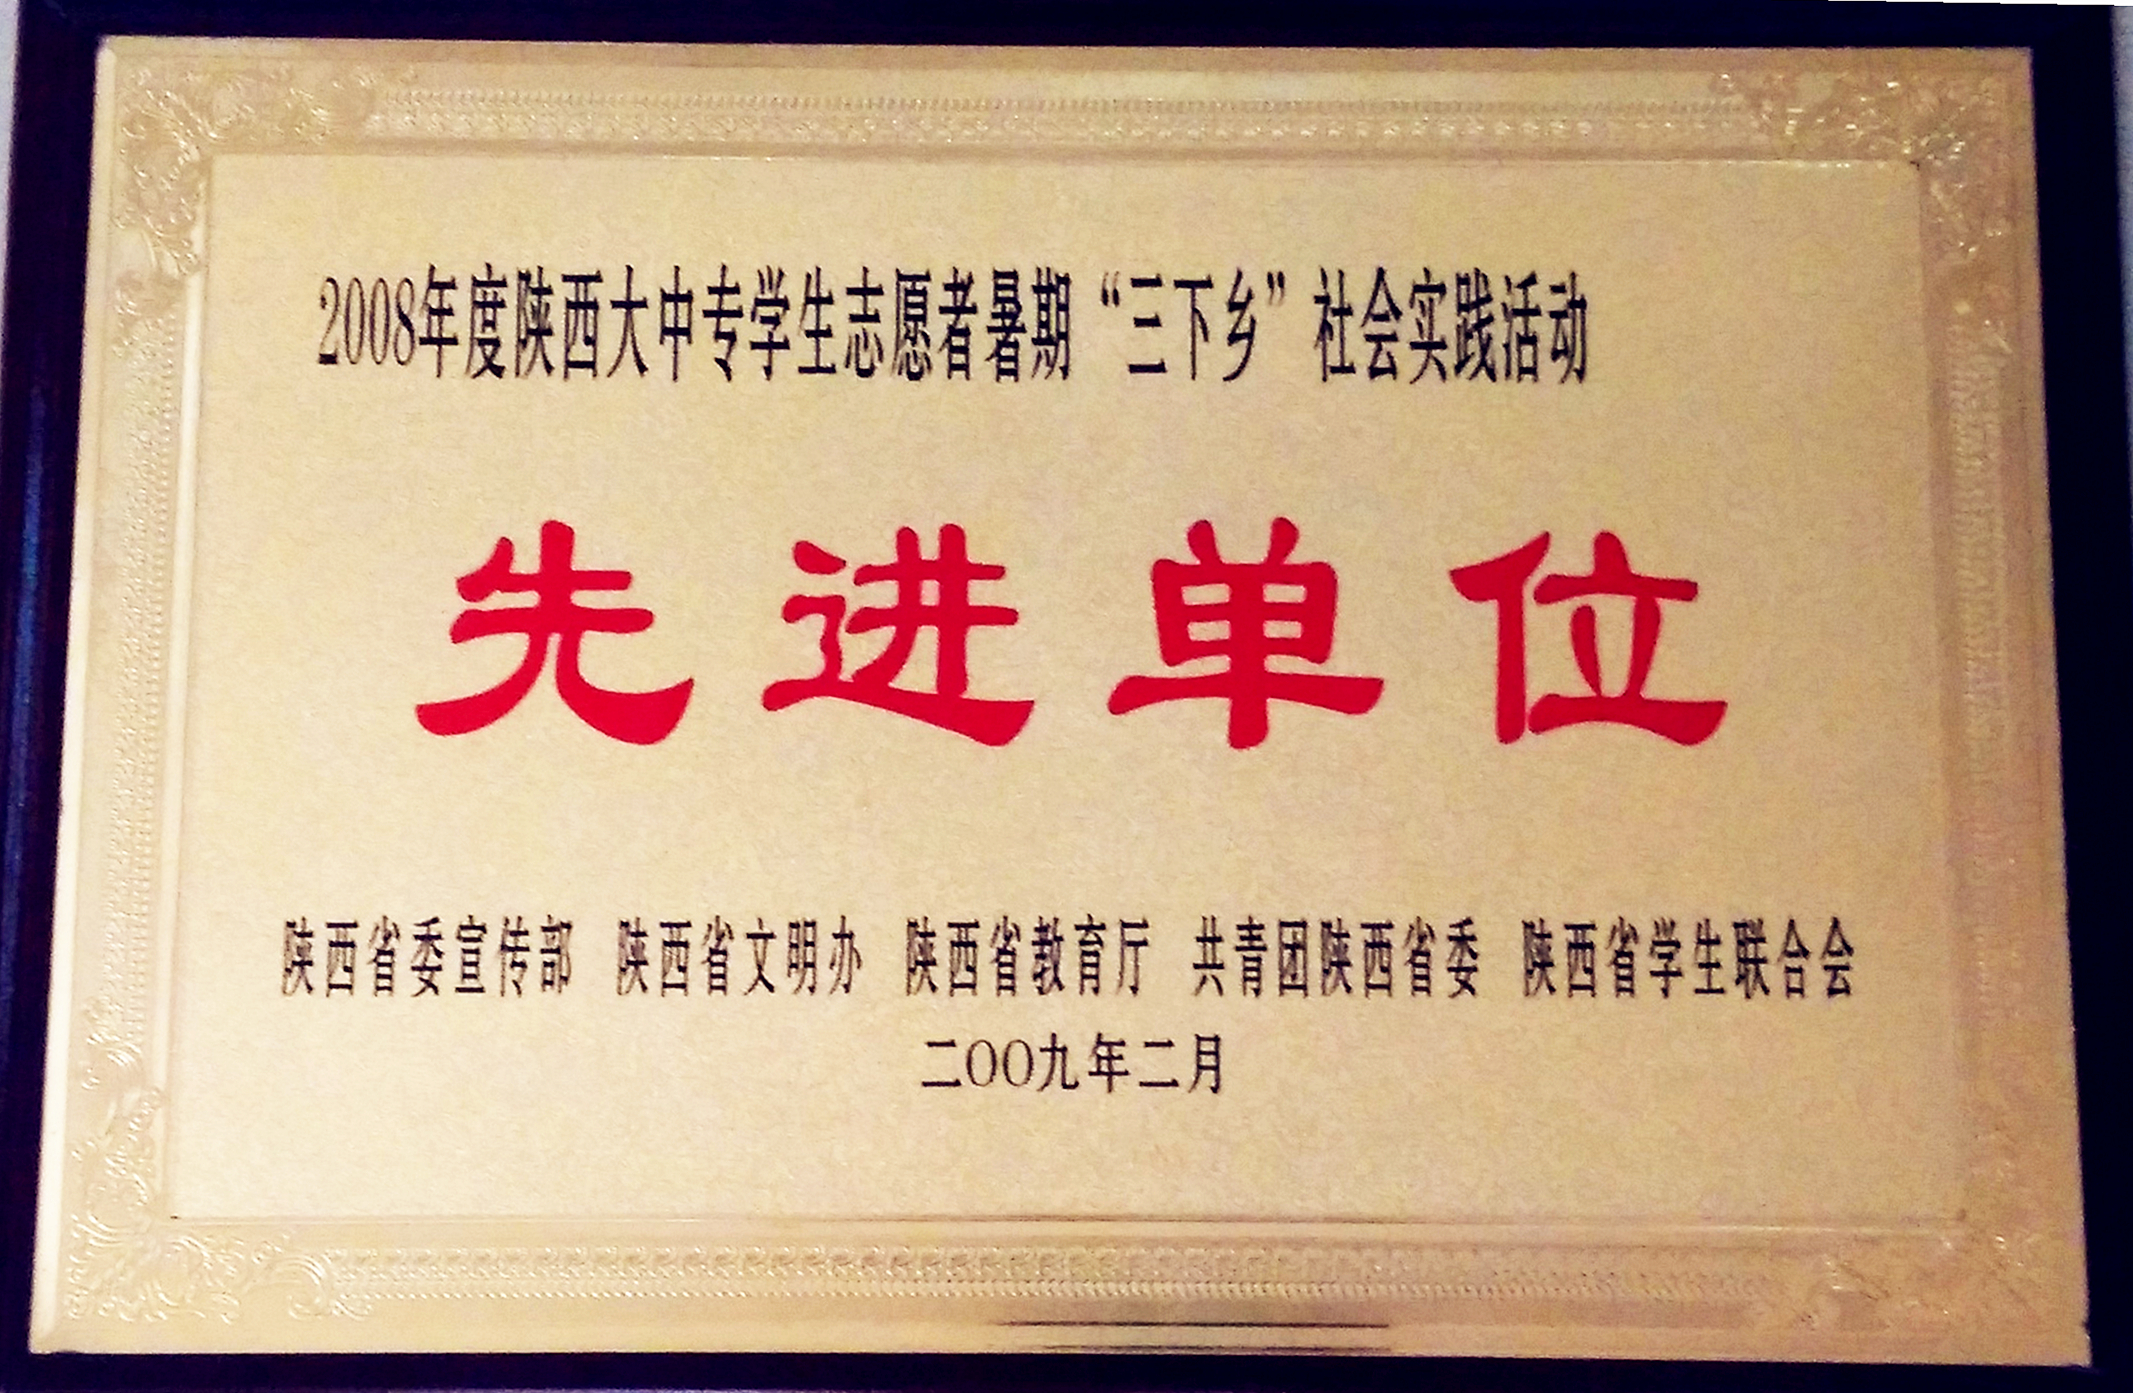 2008年度陕西大中专学生志愿者暑期“三下乡”社会实践活动
先进单位
陕西省委宣传部 陕西省文明办 陕西省教育厅 共青团陕西省委 陕西省学生联合会
二〇〇九年二月